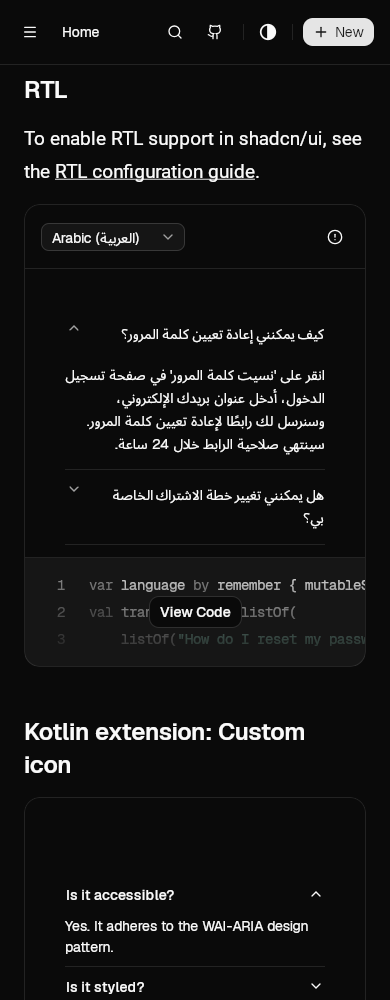 Home
New
RTL
To enable RTL support in shadcn/ui, see
the RTL configuration guide.
Arabic (العربية)
كيف يمكنني إعادة تعيين كلمة المرور؟
انقر على 'نسيت كلمة المرور' في صفحة تسجيل
الدخول، أدخل عنوان بريدك الإلكتروني،
وسنرسل لك رابطًا لإعادة تعيين كلمة المرور.
سينتهي صلاحية الرابط خلال 24 ساعة.
هل يمكنني تغيير خطة الاشتراك الخاصة
بي؟
1 var language by remember { mutableS
2 val tran listOf(
View Code
3 listOf("How do I reset my passw
Kotlin extension: Custom
icon
Is it accessible?
Yes. It adheres to the WAI-ARIA design
pattern.
Is it styled?